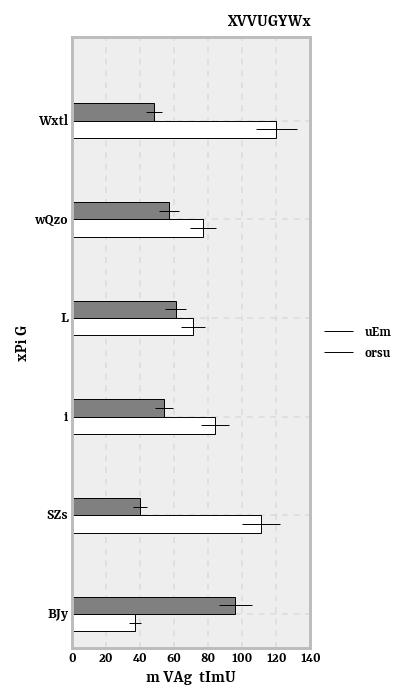 XVVUGYWx
Wxtl
wQzo
L
i
SZs
BJy
xPi G
0 20 40 60 80 100 120 140
m VAg tImU
uEm
orsu